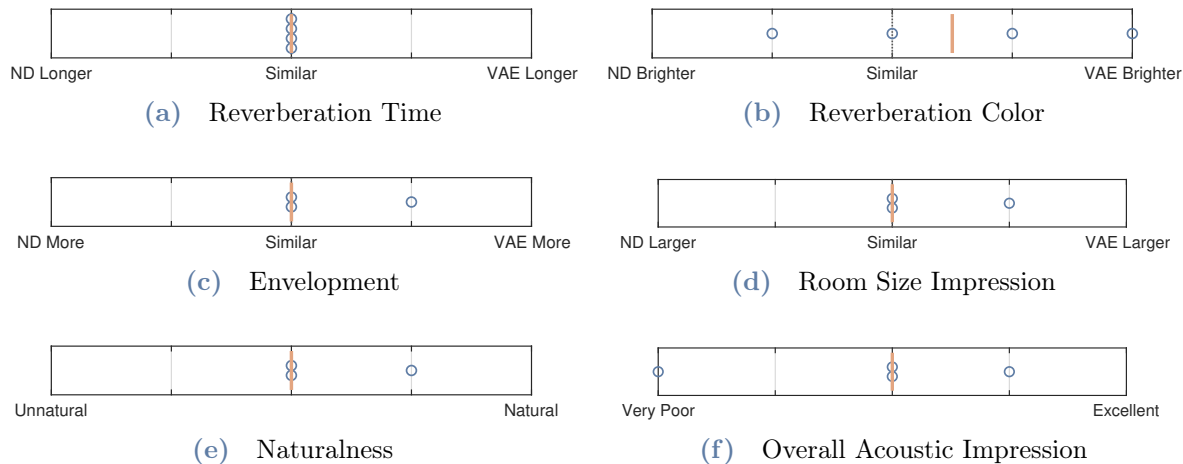 ND Longer Similar VAE Longer
ND Brighter Similar VAE Brighter
(a) Reverberation Time
(b) Reverberation Color
ND More Similar VAE More
ND Larger Similar VAE Larger
(c) Envelopment
(d) Room Size Impression
Unnatural Natural
Very Poor Excellent
(e) Naturalness
(f) Overall Acoustic Impression